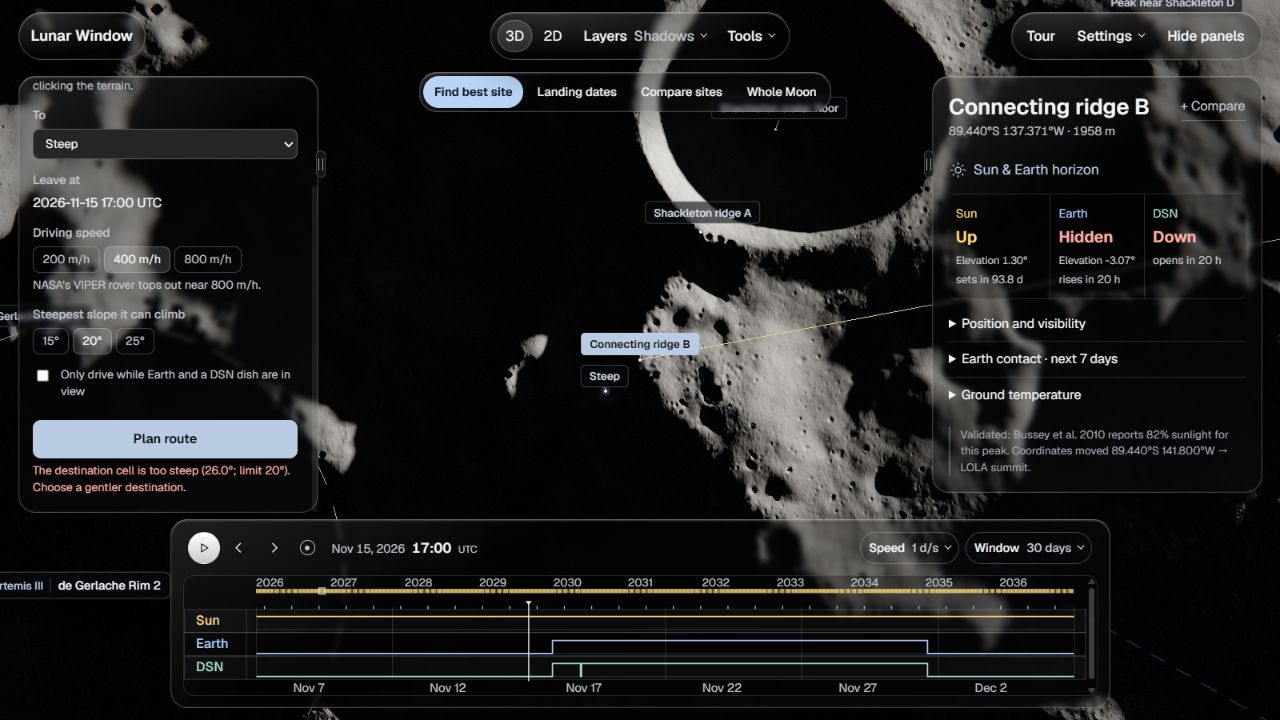 Peak near Shackleton D
Lunar Window
3D 2D Layers Shadows Tools
Tour Settings Hide panels
Find best site Landing dates Compare sites Whole Moon
clicking the terrain.
To
Steep
Leave at
2026-11-15 17:00 UTC
Driving speed
200 m/h 400 m/h 800 m/h
NASA's VIPER rover tops out near 800 m/h.
Steepest slope it can climb
15° 20° 25°
Only drive while Earth and a DSN dish are in
view
Plan route
The destination cell is too steep (26.0°; limit 20°).
Choose a gentler destination.
Shackleton ridge A
Connecting ridge B
Steep
de Gerlache Rim 2
Connecting ridge B + Compare
89.440°S 137.371°W · 1958 m
Sun & Earth horizon
Sun Earth DSN
Up Hidden Down
Elevation 1.30° Elevation -3.07° opens in 20 h
sets in 93.8 d rises in 20 h
Position and visibility
Earth contact · next 7 days
Ground temperature
Validated: Bussey et al. 2010 reports 82% sunlight for
this peak. Coordinates moved 89.440°S 141.800°W →
LOLA summit.
Nov 15, 2026 17:00 UTC Speed 1 d/s Window 30 days
2026 2027 2028 2029 2030 2031 2032 2033 2034 2035 2036
Sun
Earth
DSN
Nov 7 Nov 12 Nov 17 Nov 22 Nov 27 Dec 2